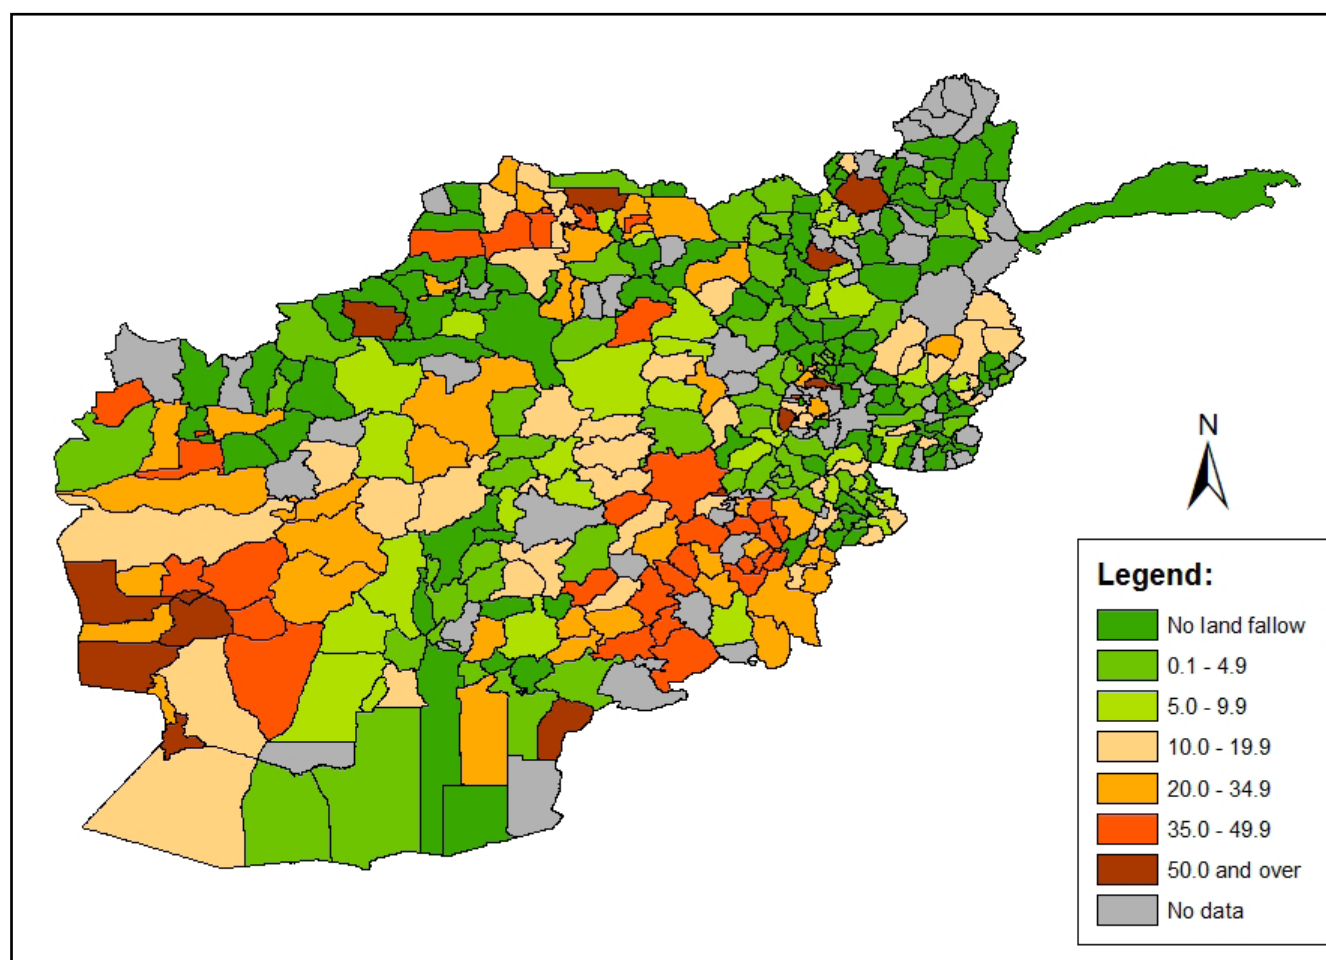 N
Legend:
No land fallow
0.1 - 4.9
5.0 - 9.9
10.0 - 19.9
20.0 - 34.9
35.0 - 49.9
50.0 and over
No data